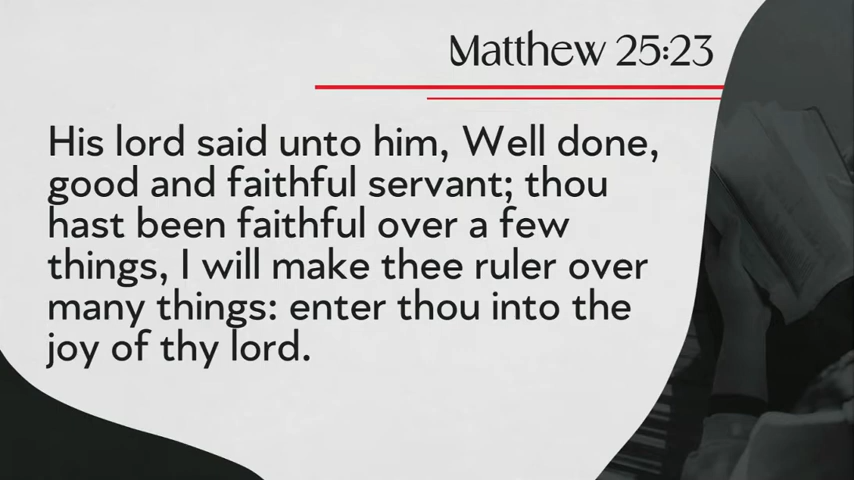 Matthew 25:23
His lord said unto him, Well done,
good and faithful servant; thou
hast been faithful over a few
things, I will make thee ruler over
many things: enter thou into the
joy of thy lord.